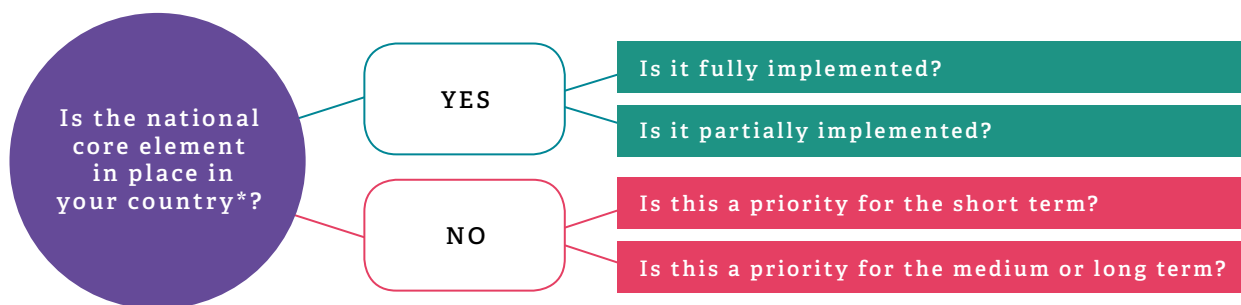 Is the national
core element
in place in
your country*?
YES
Is it fully implemented?
Is it partially implemented?
NO
Is this a priority for the short term?
Is this a priority for the medium or long term?